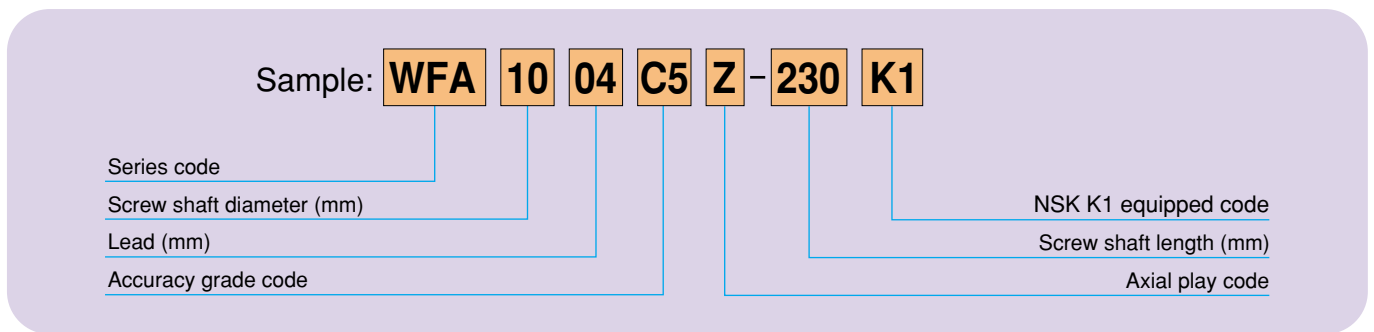 Sample: WFA 10 04 C5 Z - 230 K1
Series code
Screw shaft diameter (mm)
NSK K1 equipped code
Lead (mm)
Screw shaft length (mm)
Accuracy grade code
Axial play code